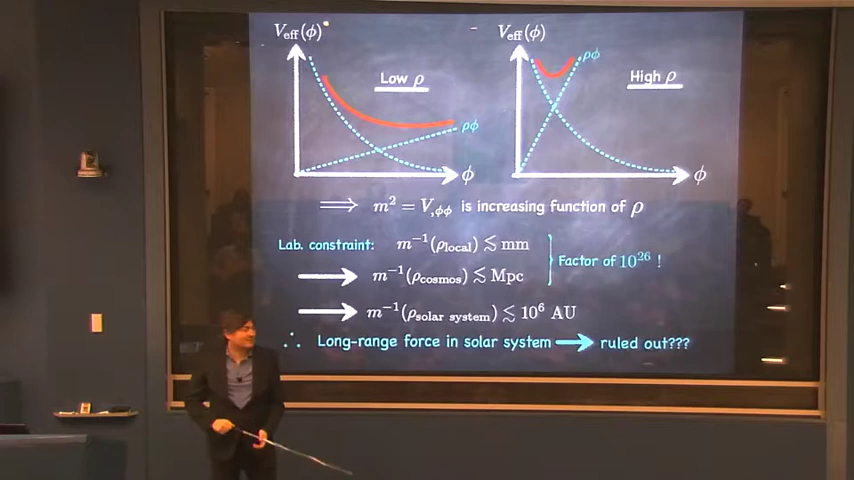 V_eff(ϕ)
Low ρ
ρϕ
ϕ
V_eff(ϕ)
High ρ
ρϕ
ϕ
⟹ m² = V,ϕϕ is increasing function of ρ
Lab. constraint: m⁻¹(ρ_local) ≲ mm
⟶ m⁻¹(ρ_cosmos) ≲ Mpc
Factor of 10²⁶ !
⟶ m⁻¹(ρ_solar system) ≲ 10⁶ AU
∴ Long-range force in solar system ⟶ ruled out???